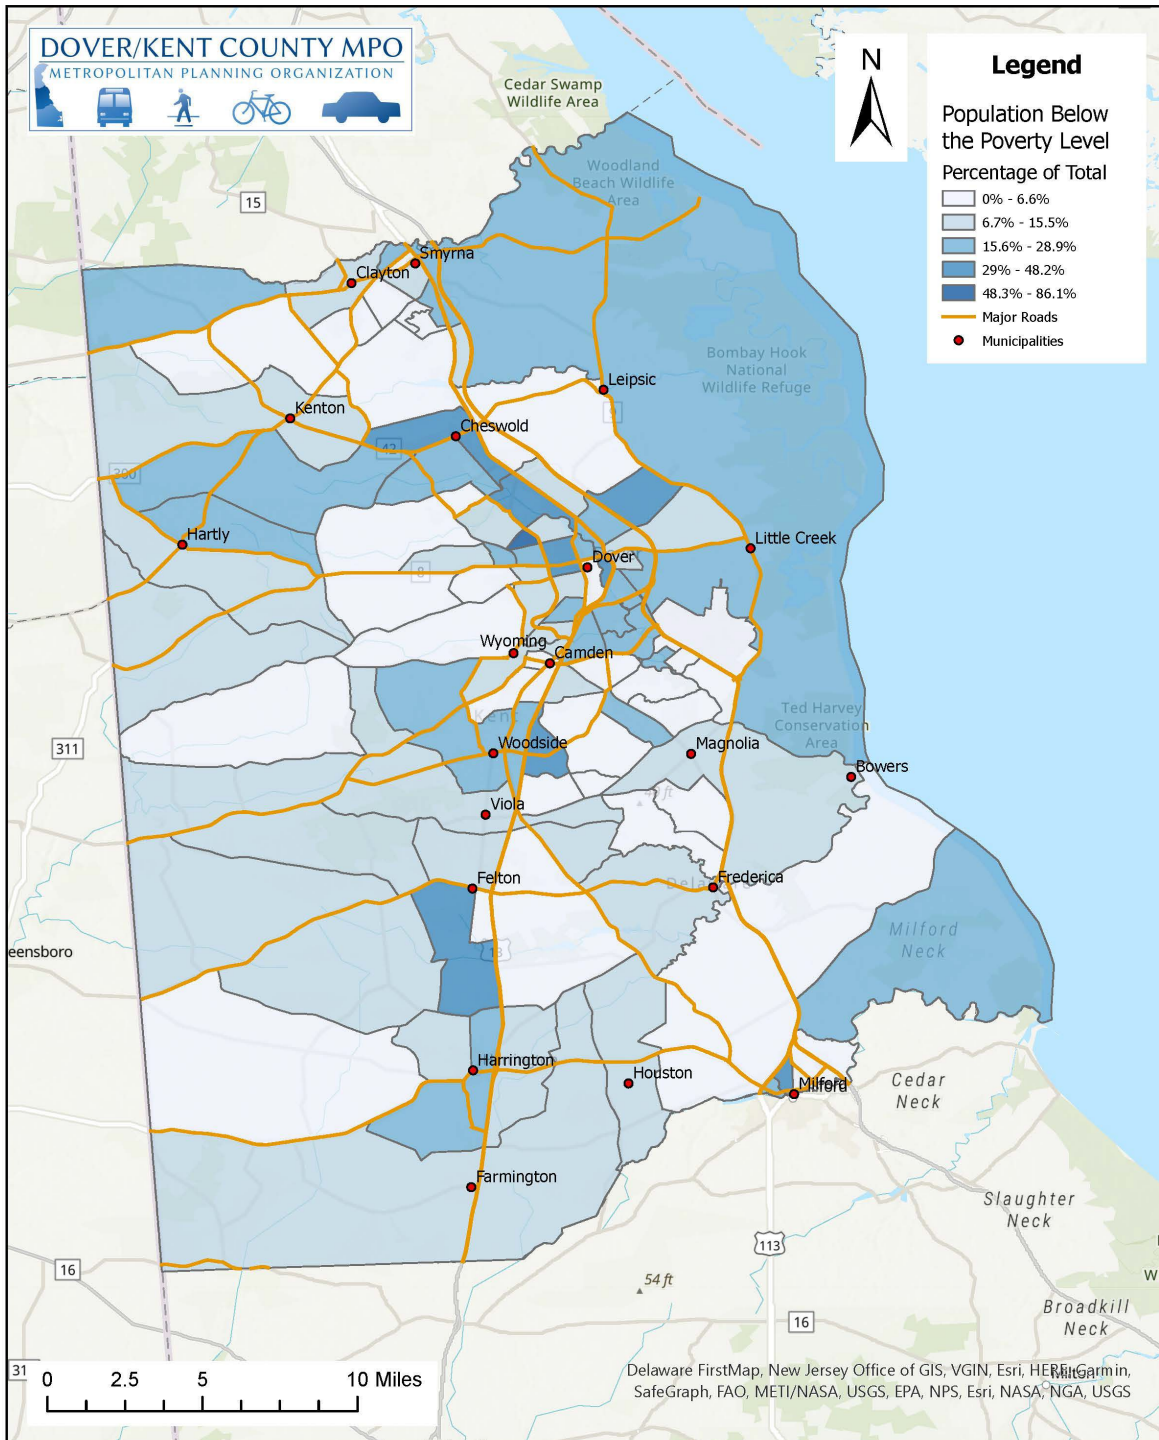 DOVER/KENT COUNTY MPO
METROPOLITAN PLANNING ORGANIZATION
N
Legend
Population Below
the Poverty Level
Percentage of Total
0% - 6.6%
6.7% - 15.5%
15.6% - 28.9%
29% - 48.2%
48.3% - 86.1%
Major Roads
Municipalities
Cedar Swamp
Wildlife Area
Woodland
Beach Wildlife
Area
15
Smyrna
Clayton
Bombay Hook
National
Wildlife Refuge
Leipsic
9
Kenton
Cheswold
42
300
Hartly
Little Creek
Dover
8
Wyoming
Camden
Kent
Ted Harvey
Conservation
Area
311
Woodside
Magnolia
Bowers
40 ft
Viola
Felton
Delaware
Frederica
Milford
Neck
eensboro
13
Harrington
Houston
Milford
Cedar
Neck
Farmington
Slaughter
Neck
113
16
54 ft
W
Broadkill
Neck
16
31
0 2.5 5 10 Miles
Delaware FirstMap, New Jersey Office of GIS, VGIN, Esri, HERE, Garmin,
Milton
SafeGraph, FAO, METI/NASA, USGS, EPA, NPS, Esri, NASA, NGA, USGS